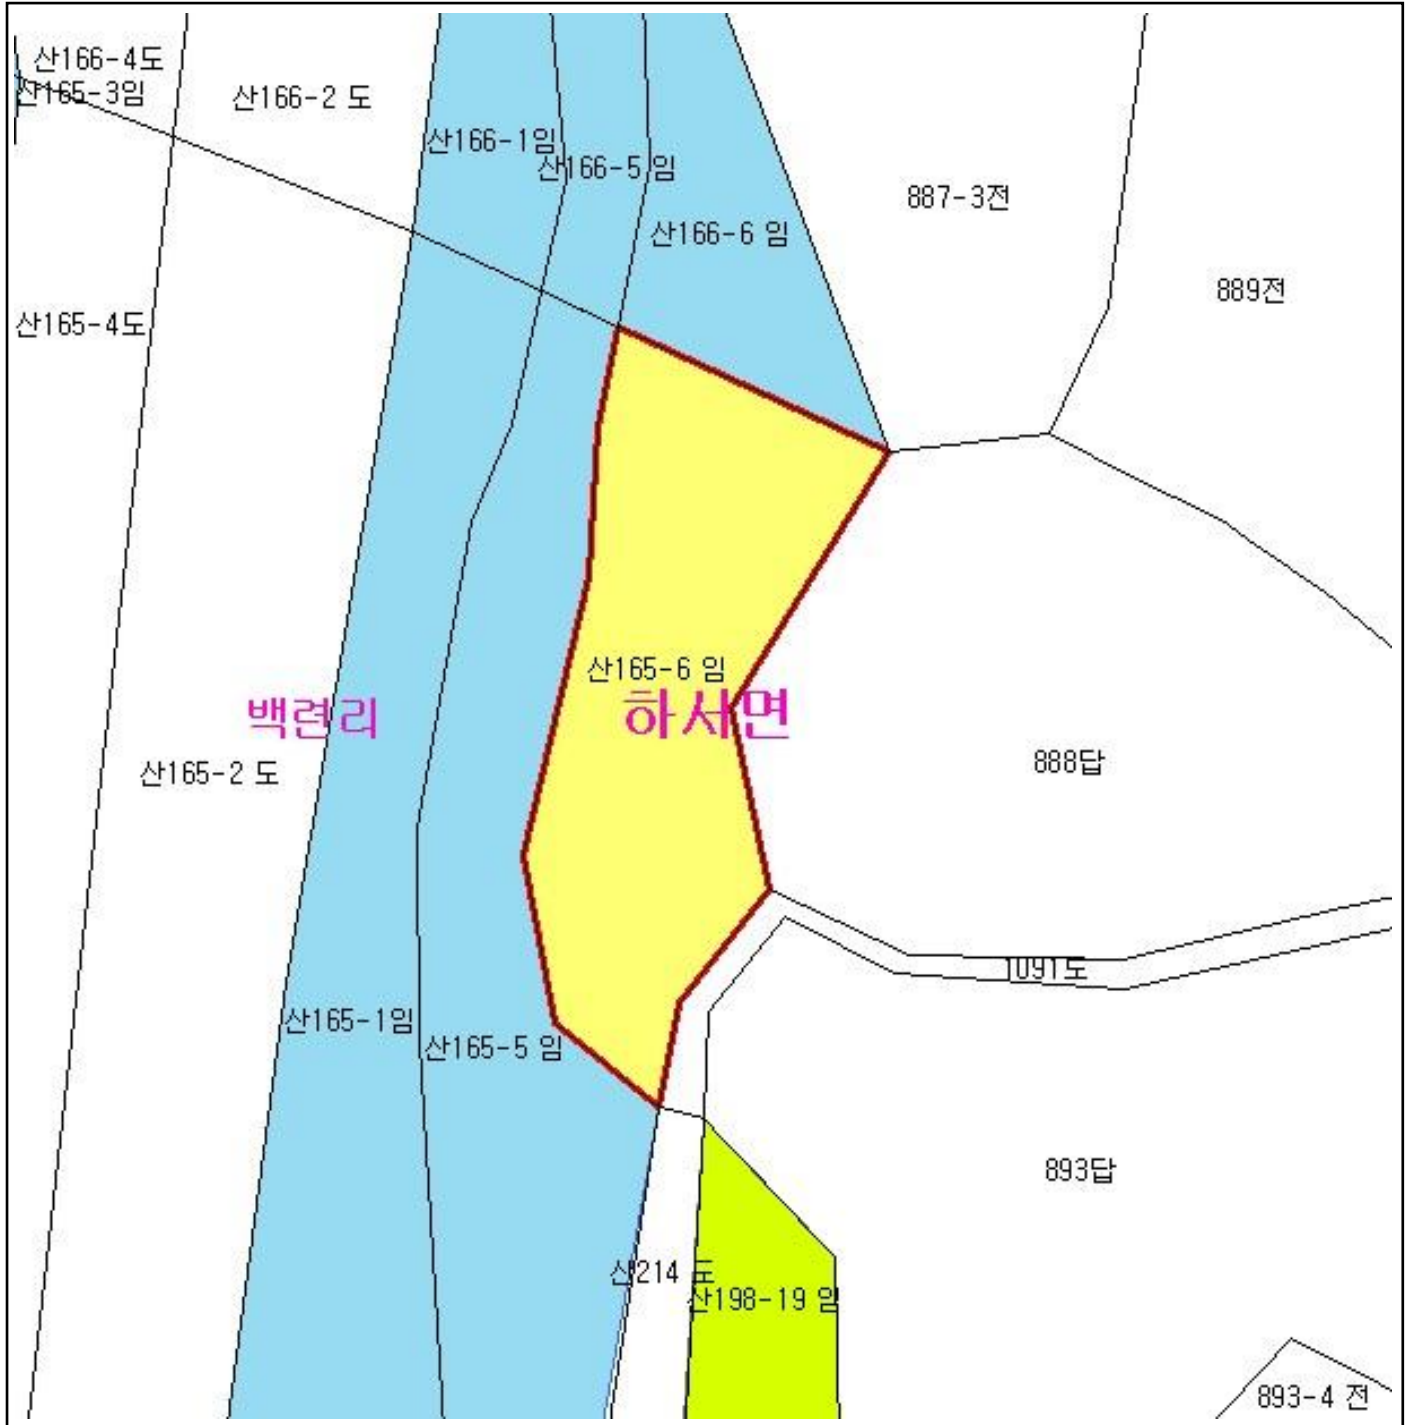 산166-4도
산165-3임
산166-2 도
산166-1임
산166-5 임
887-3전
산166-6 임
889전
산165-4도
산165-6 임
백련리
하서면
888답
산165-2 도
1091도
산165-1임
산165-5 임
893답
산214 도
산198-19 임
893-4 전